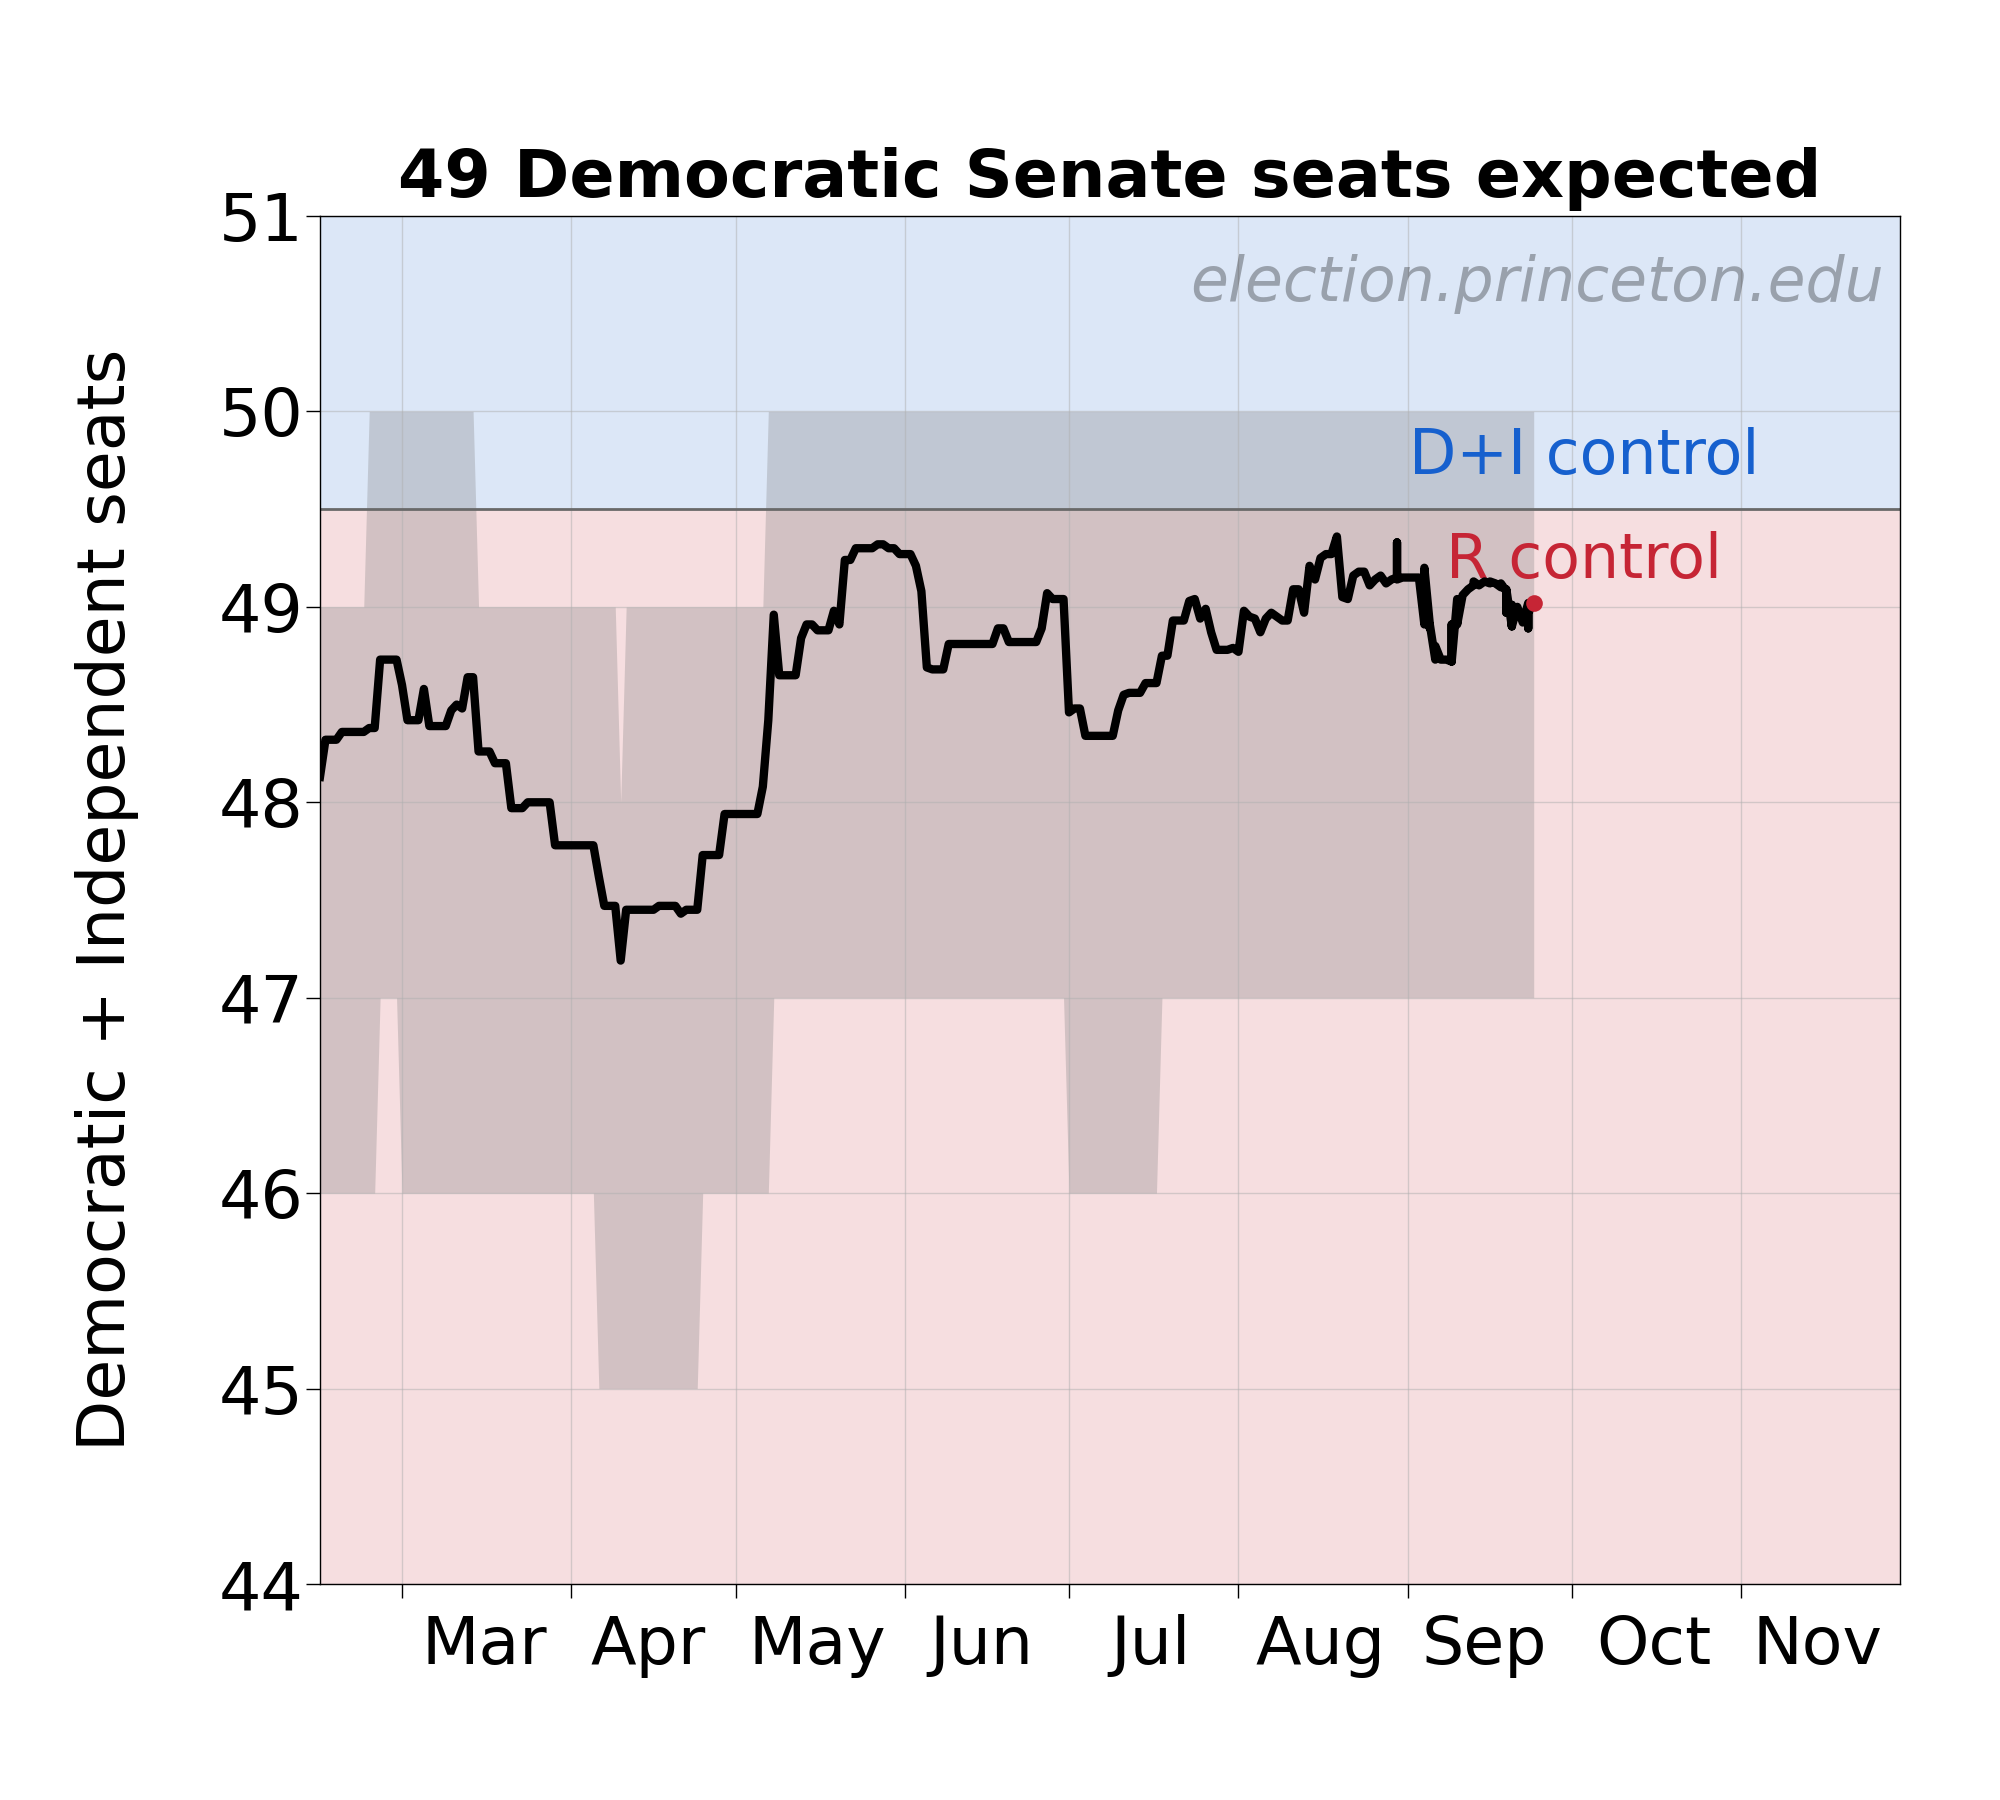 49 Democratic Senate seats expected
election.princeton.edu
D+I control
R control
Democratic + Independent seats
51
50
49
48
47
46
45
44
Mar Apr May Jun Jul Aug Sep Oct Nov